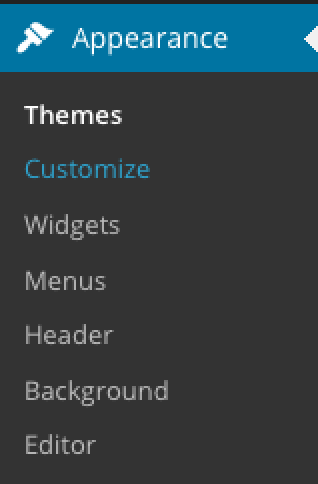 Appearance
Themes
Customize
Widgets
Menus
Header
Background
Editor